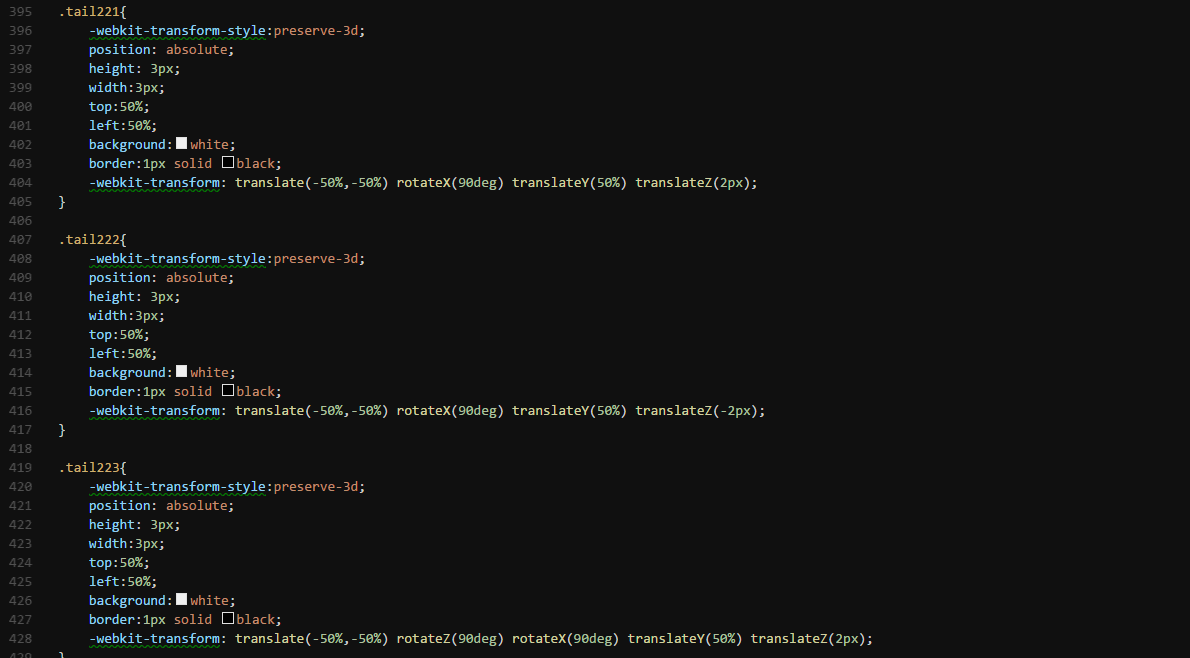 395 .tail221{
396 -webkit-transform-style:preserve-3d;
397 position: absolute;
398 height: 3px;
399 width:3px;
400 top:50%;
401 left:50%;
402 background:white;
403 border:1px solid black;
404 -webkit-transform: translate(-50%,-50%) rotateX(90deg) translateY(50%) translateZ(2px);
405 }
406
407 .tail222{
408 -webkit-transform-style:preserve-3d;
409 position: absolute;
410 height: 3px;
411 width:3px;
412 top:50%;
413 left:50%;
414 background:white;
415 border:1px solid black;
416 -webkit-transform: translate(-50%,-50%) rotateX(90deg) translateY(50%) translateZ(-2px);
417 }
418
419 .tail223{
420 -webkit-transform-style:preserve-3d;
421 position: absolute;
422 height: 3px;
423 width:3px;
424 top:50%;
425 left:50%;
426 background:white;
427 border:1px solid black;
428 -webkit-transform: translate(-50%,-50%) rotateZ(90deg) rotateX(90deg) translateY(50%) translateZ(2px);
429 }